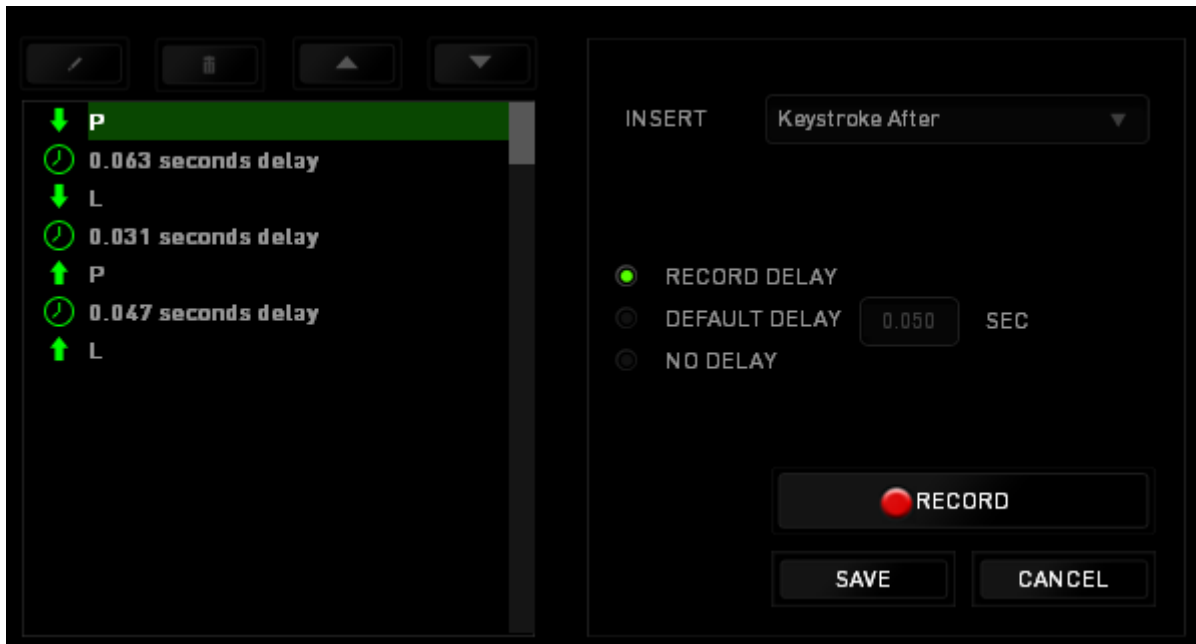 P
0.063 seconds delay
L
0.031 seconds delay
P
0.047 seconds delay
L
INSERT Keystroke After
RECORD DELAY
DEFAULT DELAY 0.050 SEC
NO DELAY
RECORD
SAVE CANCEL